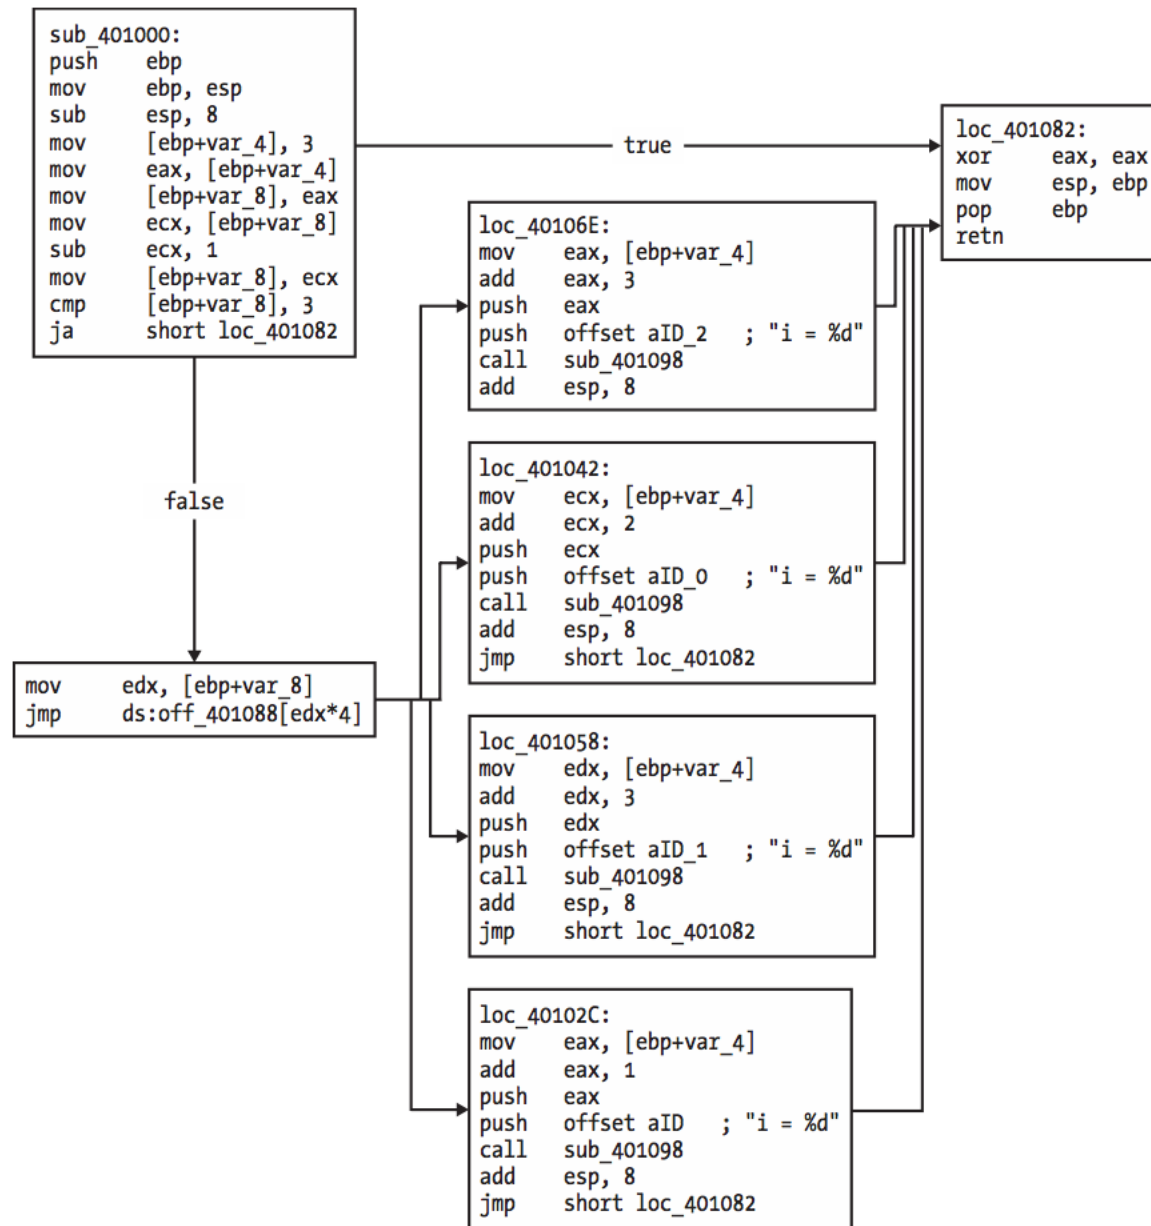 sub_401000:
push ebp
mov ebp, esp
sub esp, 8
mov [ebp+var_4], 3
mov eax, [ebp+var_4]
mov [ebp+var_8], eax
mov ecx, [ebp+var_8]
sub ecx, 1
mov [ebp+var_8], ecx
cmp [ebp+var_8], 3
ja short loc_401082
true
loc_401082:
xor eax, eax
mov esp, ebp
pop ebp
retn
false
mov edx, [ebp+var_8]
jmp ds:off_401088[edx*4]
loc_40106E:
mov eax, [ebp+var_4]
add eax, 3
push eax
push offset aID_2 ; "i = %d"
call sub_401098
add esp, 8
loc_401042:
mov ecx, [ebp+var_4]
add ecx, 2
push ecx
push offset aID_0 ; "i = %d"
call sub_401098
add esp, 8
jmp short loc_401082
loc_401058:
mov edx, [ebp+var_4]
add edx, 3
push edx
push offset aID_1 ; "i = %d"
call sub_401098
add esp, 8
jmp short loc_401082
loc_40102C:
mov eax, [ebp+var_4]
add eax, 1
push eax
push offset aID ; "i = %d"
call sub_401098
add esp, 8
jmp short loc_401082